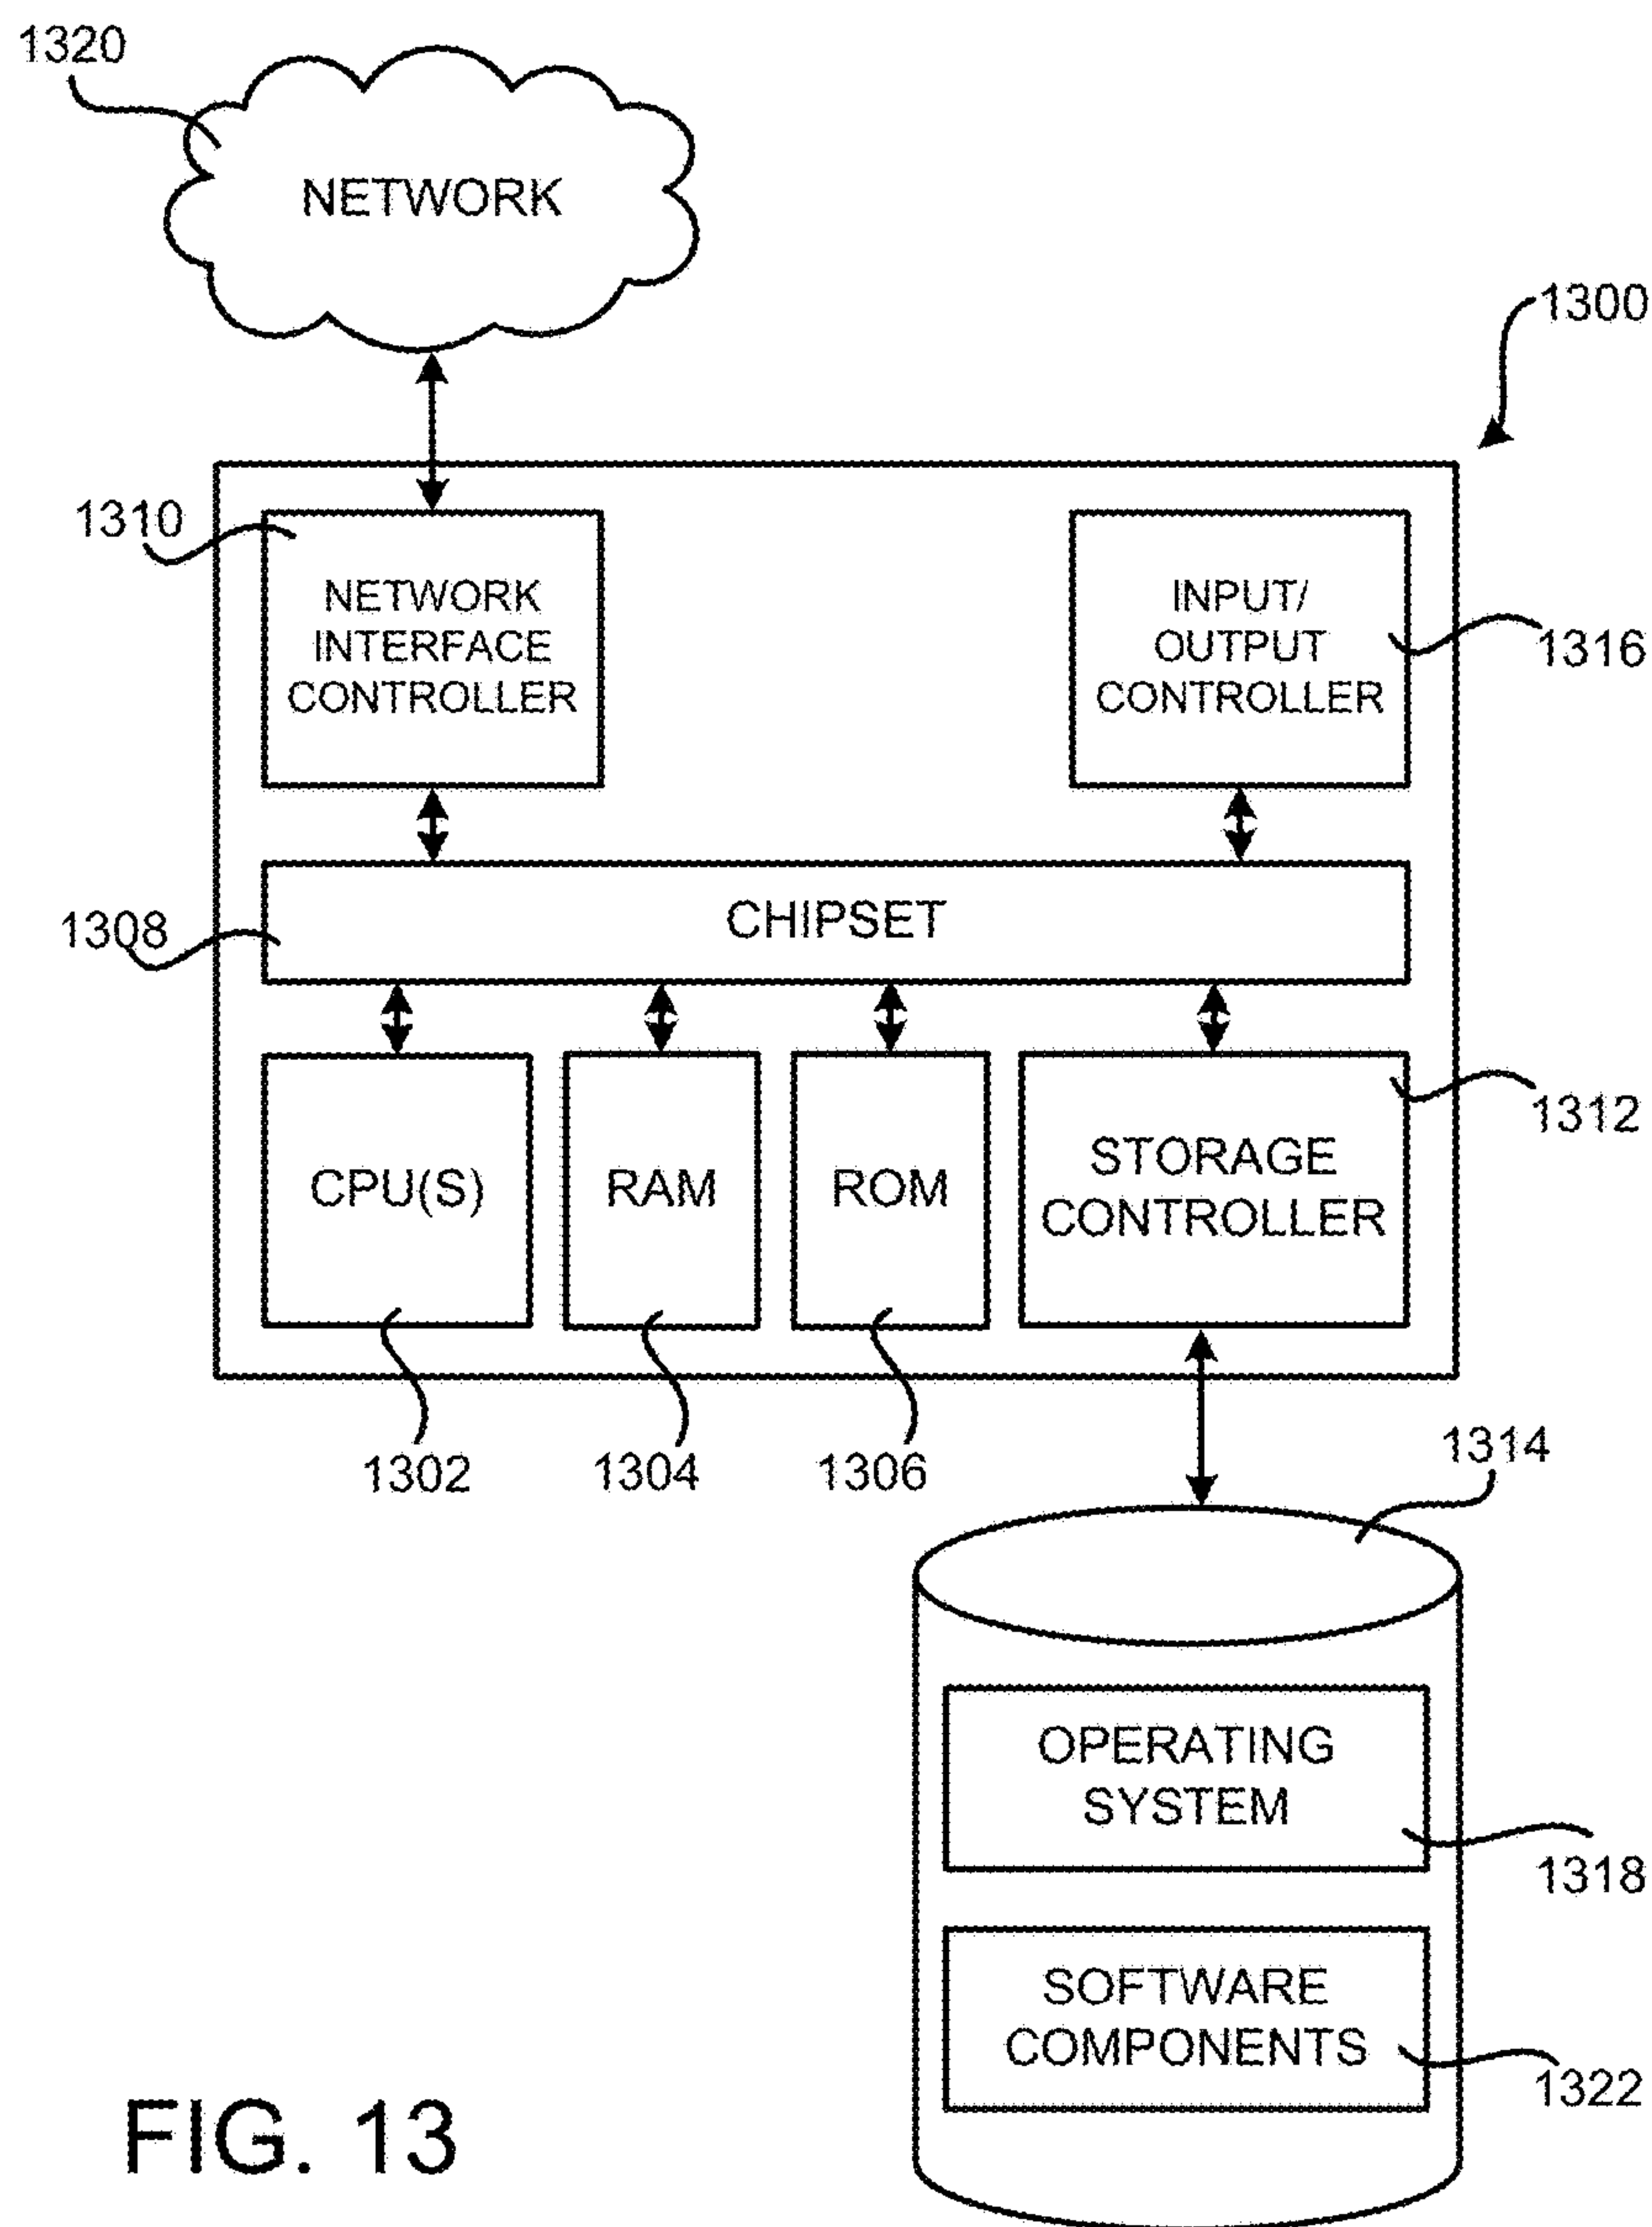 1320
NETWORK
1300
1310
NETWORK
INTERFACE
CONTROLLER
INPUT/
OUTPUT
CONTROLLER
1316
CHIPSET
1308
CPU(S)
RAM
ROM
STORAGE
CONTROLLER
1312
1302
1304
1306
1314
OPERATING
SYSTEM
1318
SOFTWARE
COMPONENTS
1322
FIG. 13